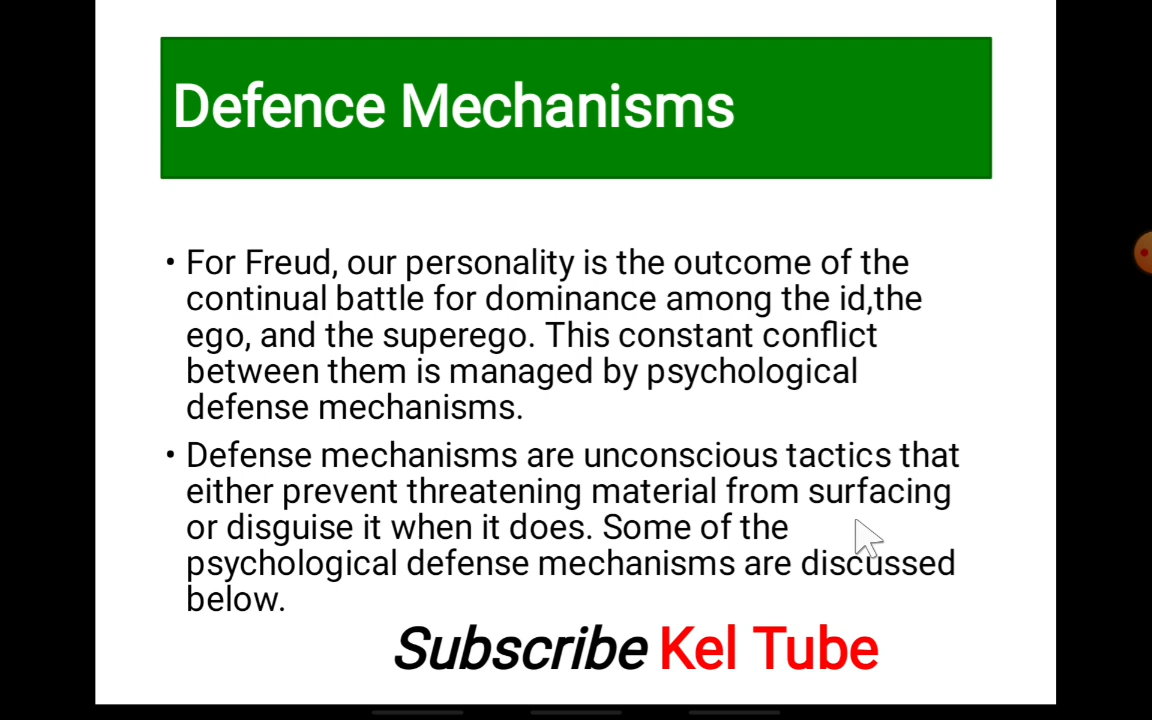 Defence Mechanisms
• For Freud, our personality is the outcome of the
continual battle for dominance among the id,the
ego, and the superego. This constant conflict
between them is managed by psychological
defense mechanisms.
• Defense mechanisms are unconscious tactics that
either prevent threatening material from surfacing
or disguise it when it does. Some of the
psychological defense mechanisms are discussed
below.
Subscribe Kel Tube